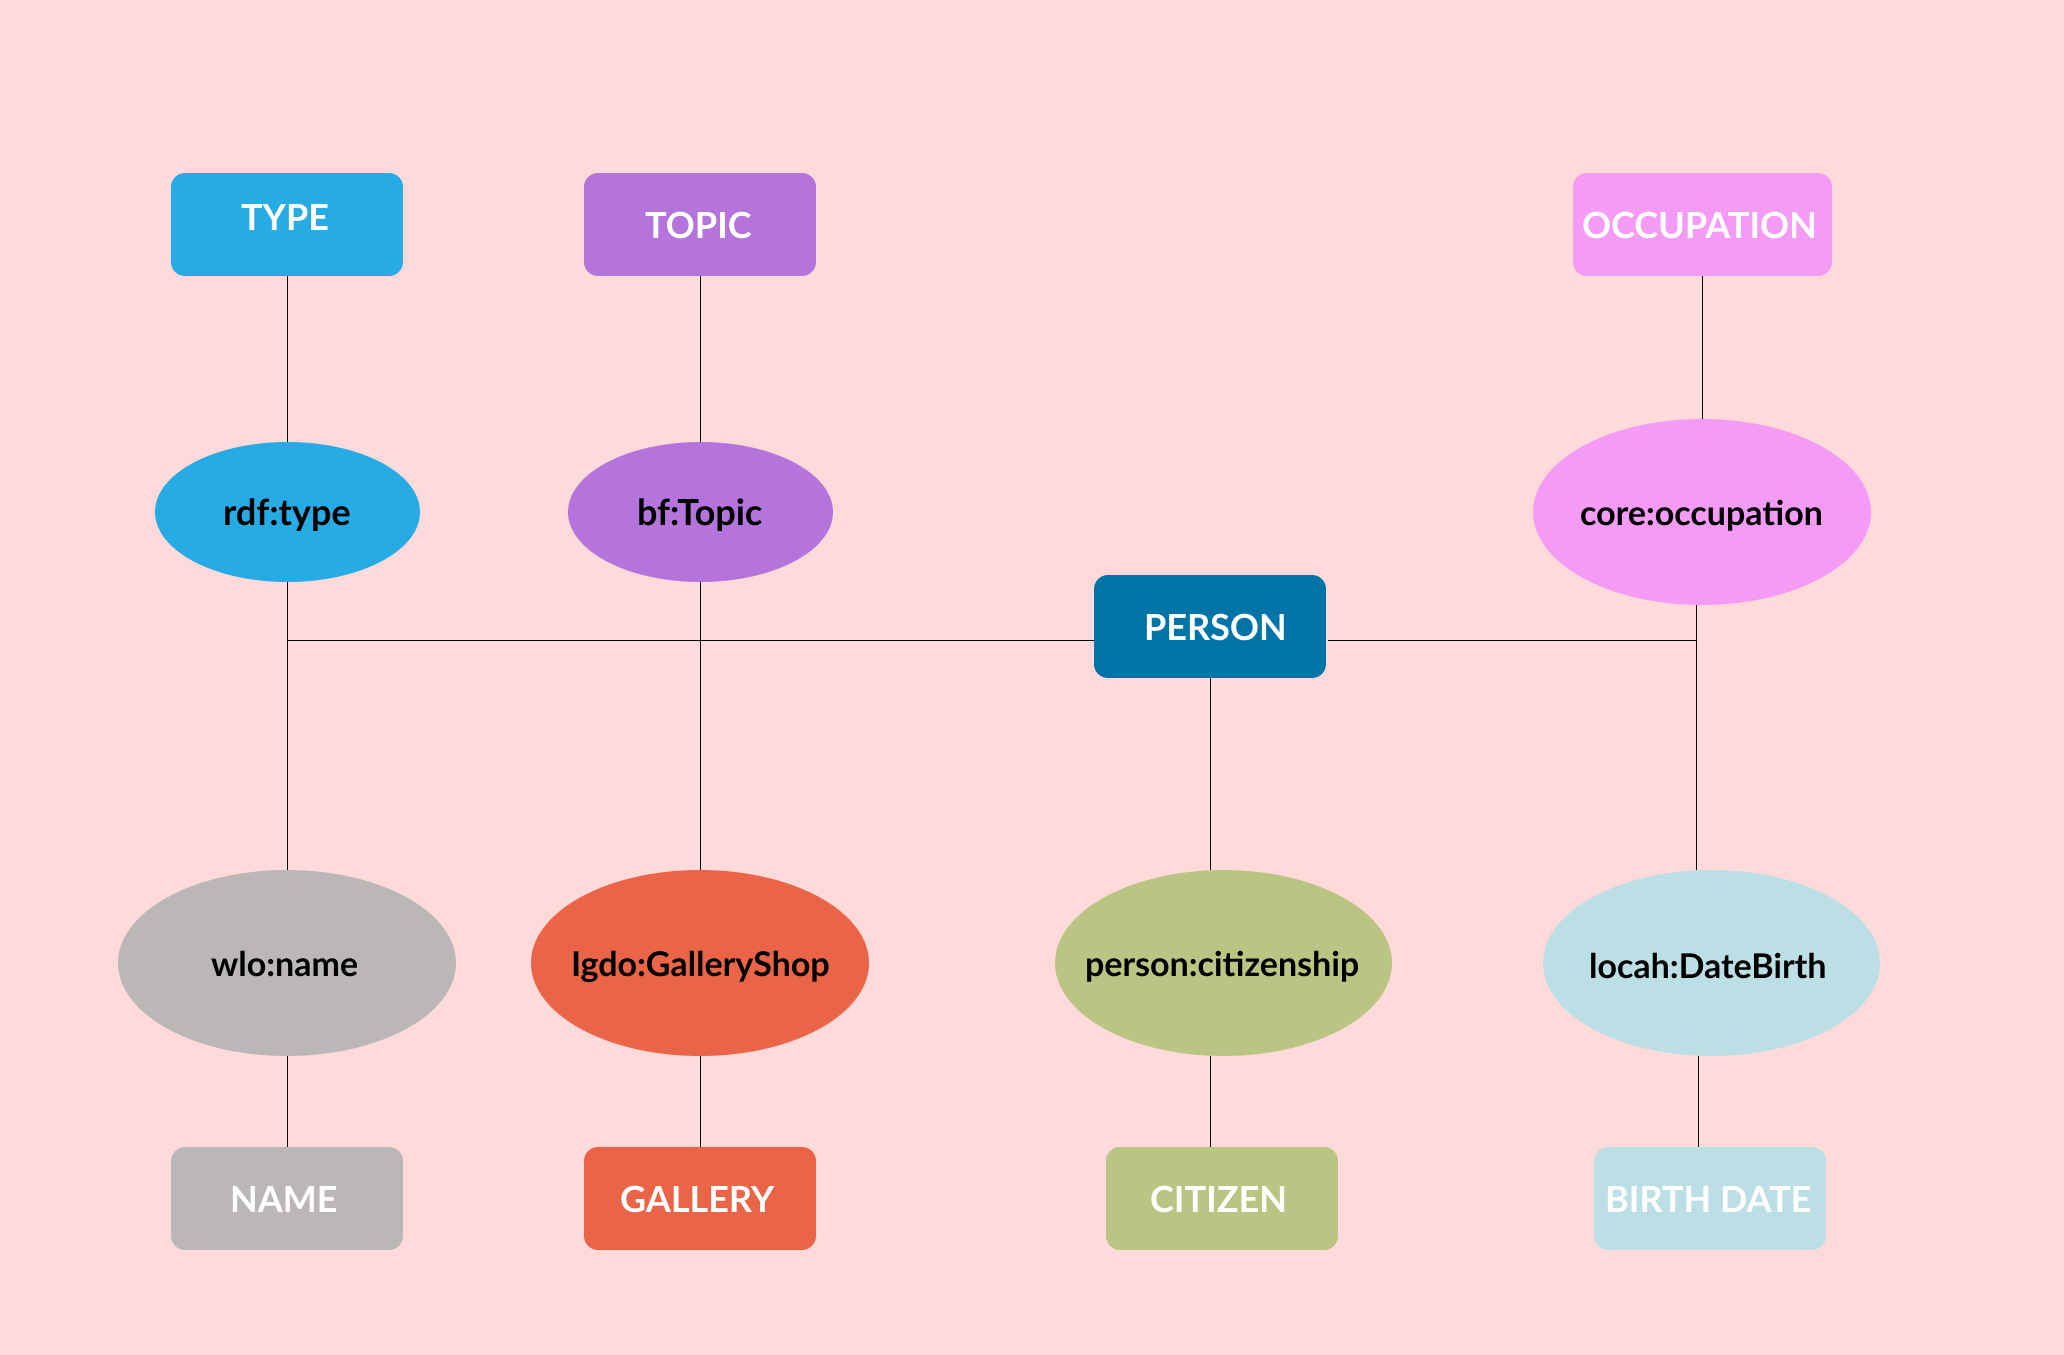 TYPE
TOPIC
OCCUPATION
rdf:type
bf:Topic
core:occupation
PERSON
wlo:name
lgdo:GalleryShop
person:citizenship
locah:DateBirth
NAME
GALLERY
CITIZEN
BIRTH DATE